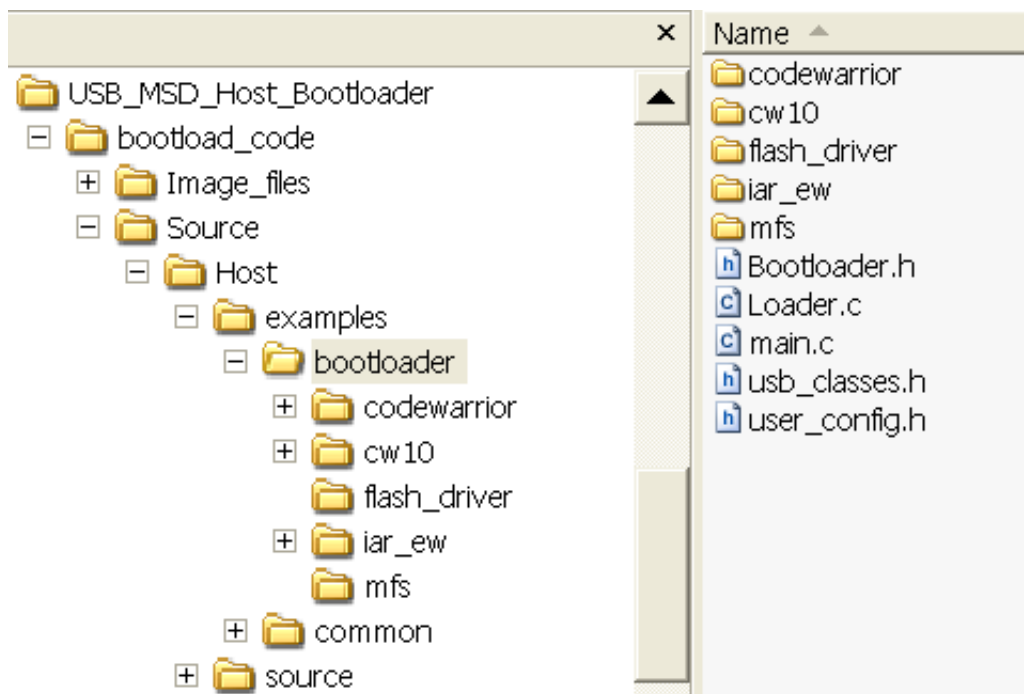 USB_MSD_Host_Bootloader
bootload_code
Image_files
Source
Host
examples
bootloader
codewarrior
cw10
flash_driver
iar_ew
mfs
common
source
Name
codewarrior
cw10
flash_driver
iar_ew
mfs
Bootloader.h
Loader.c
main.c
usb_classes.h
user_config.h